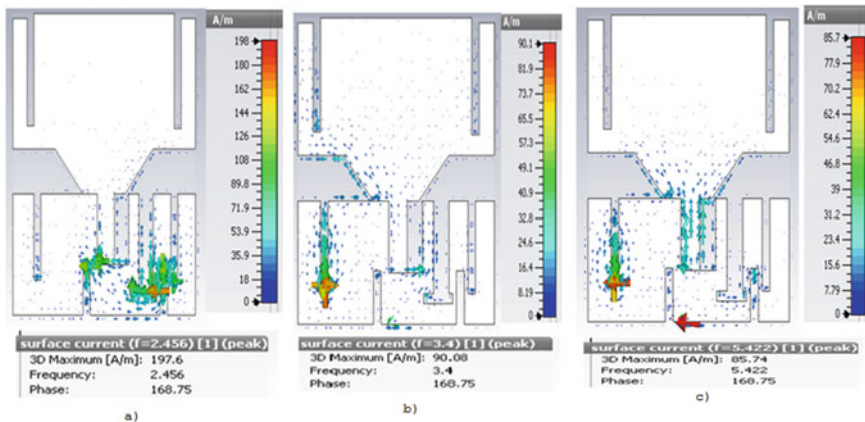 A/m
198
180
162
144
126
108
89.8
71.9
53.9
35.9
18
0
surface current (f=2.456) [1] (peak)
3D Maximum [A/m]: 197.6
Frequency: 2.456
Phase: 168.75
a)
A/m
90.1
81.9
73.7
65.5
57.3
49.1
40.9
32.8
24.6
16.4
8.19
0
surface current (f=3.4) [1] (peak)
3D Maximum [A/m]: 90.08
Frequency: 3.4
Phase: 168.75
b)
A/m
85.7
77.9
70.2
62.4
54.6
46.8
39
31.2
23.4
15.6
7.79
0
surface current (f=5.422) [1] (peak)
3D Maximum [A/m]: 85.74
Frequency: 5.422
Phase: 168.75
c)